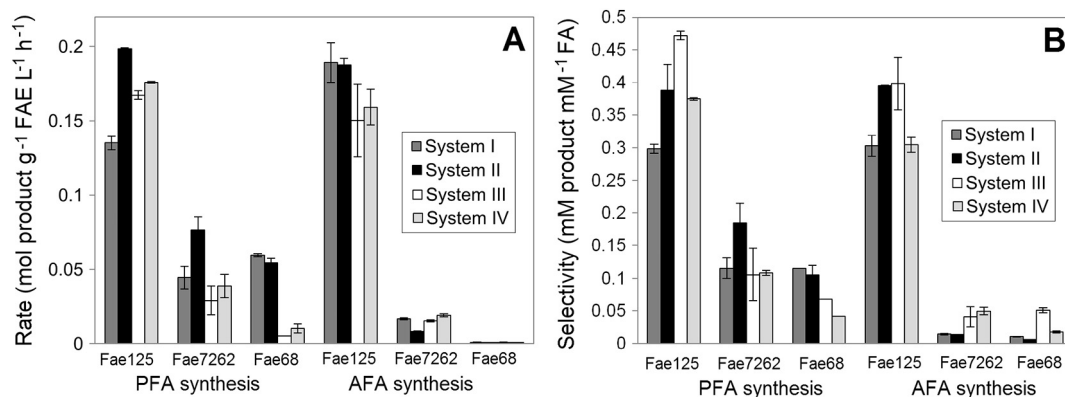 A
Rate (mol product g⁻¹ FAE L⁻¹ h⁻¹)
0.2
0.15
0.1
0.05
0
System I
System II
System III
System IV
Fae125 Fae7262 Fae68 Fae125 Fae7262 Fae68
PFA synthesis AFA synthesis
B
Selectivity (mM product mM⁻¹ FA)
0.5
0.45
0.4
0.35
0.3
0.25
0.2
0.15
0.1
0.05
0
System I
System II
System III
System IV
Fae125 Fae7262 Fae68 Fae125 Fae7262 Fae68
PFA synthesis AFA synthesis